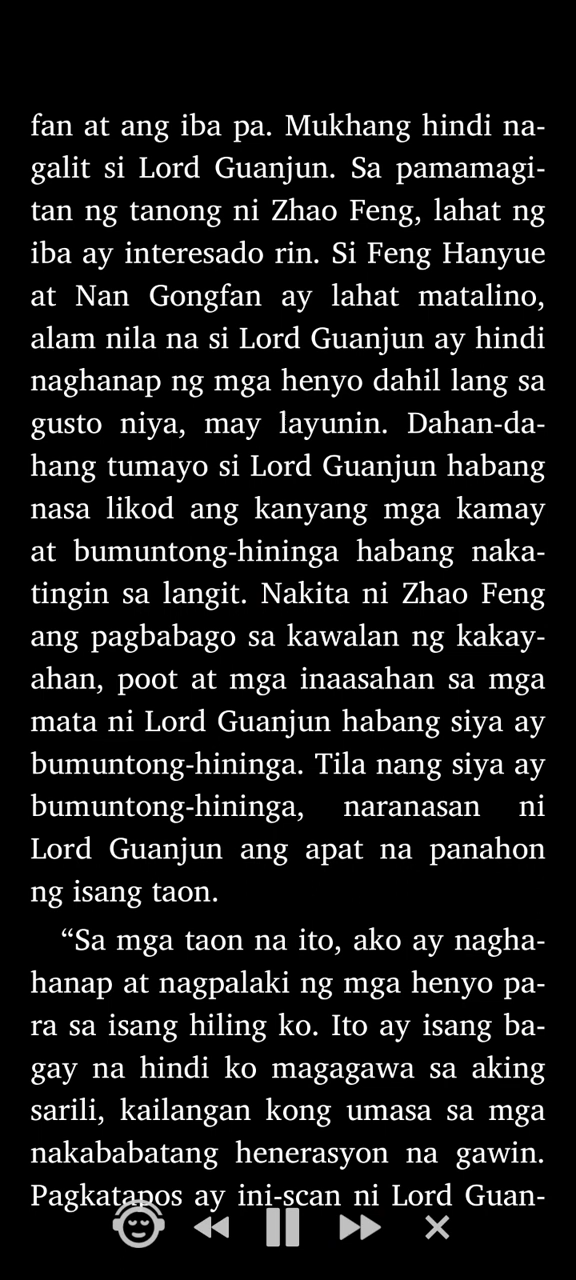 fan at ang iba pa. Mukhang hindi na-
galit si Lord Guanjun. Sa pamamagi-
tan ng tanong ni Zhao Feng, lahat ng
iba ay interesado rin. Si Feng Hanyue
at Nan Gongfan ay lahat matalino,
alam nila na si Lord Guanjun ay hindi
naghanap ng mga henyo dahil lang sa
gusto niya, may layunin. Dahan-da-
hang tumayo si Lord Guanjun habang
nasa likod ang kanyang mga kamay
at bumuntong-hininga habang naka-
tingin sa langit. Nakita ni Zhao Feng
ang pagbabago sa kawalan ng kakay-
ahan, poot at mga inaasahan sa mga
mata ni Lord Guanjun habang siya ay
bumuntong-hininga. Tila nang siya ay
bumuntong-hininga, naranasan ni
Lord Guanjun ang apat na panahon
ng isang taon.
“Sa mga taon na ito, ako ay nagha-
hanap at nagpalaki ng mga henyo pa-
ra sa isang hiling ko. Ito ay isang ba-
gay na hindi ko magagawa sa aking
sarili, kailangan kong umasa sa mga
nakababatang henerasyon na gawin.
Pagkatapos ay ini-scan ni Lord Guan-